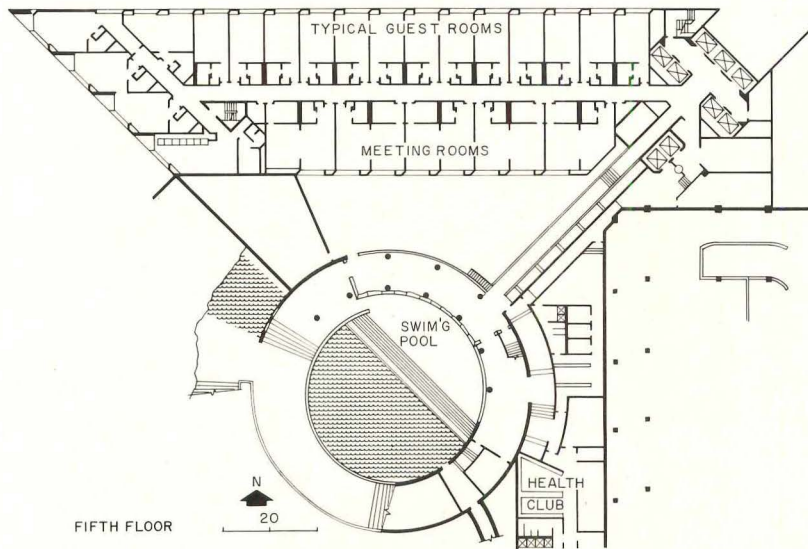 TYPICAL GUEST ROOMS
MEETING ROOMS
SWIM'G
POOL
HEALTH
CLUB
N
20
FIFTH FLOOR